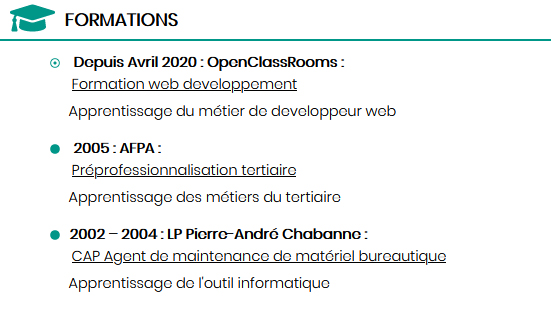 FORMATIONS
Depuis Avril 2020 : OpenClassRooms :
Formation web developpement
Apprentissage du métier de developpeur web
2005 : AFPA :
Préprofessionnalisation tertiaire
Apprentissage des métiers du tertiaire
2002 – 2004 : LP Pierre-André Chabanne :
CAP Agent de maintenance de matériel bureautique
Apprentissage de l'outil informatique